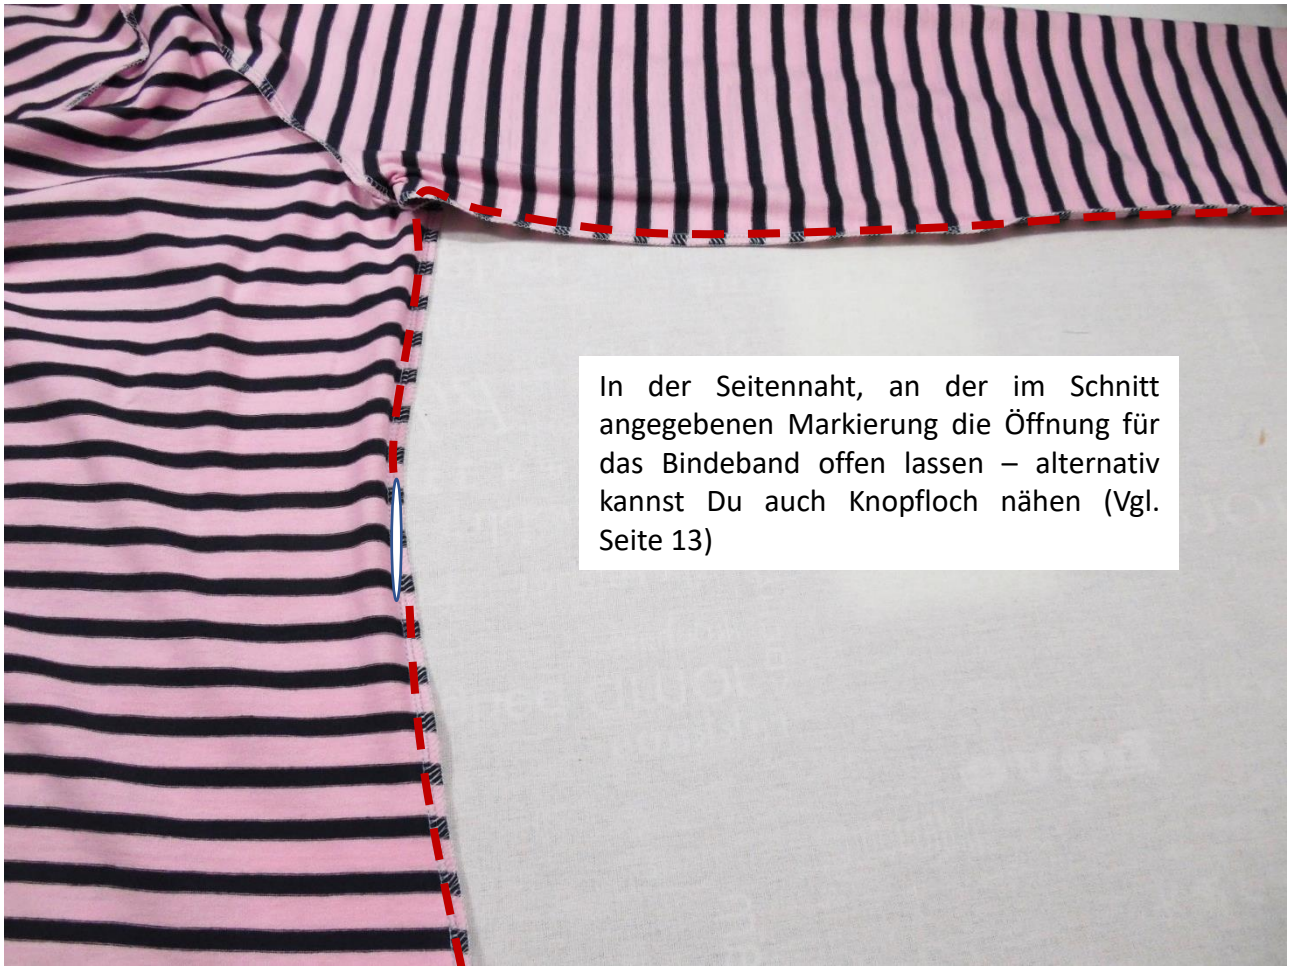 In der Seitennaht, an der im Schnitt
angegebenen Markierung die Öffnung für
das Bindeband offen lassen – alternativ
kannst Du auch Knopfloch nähen (Vgl.
Seite 13)